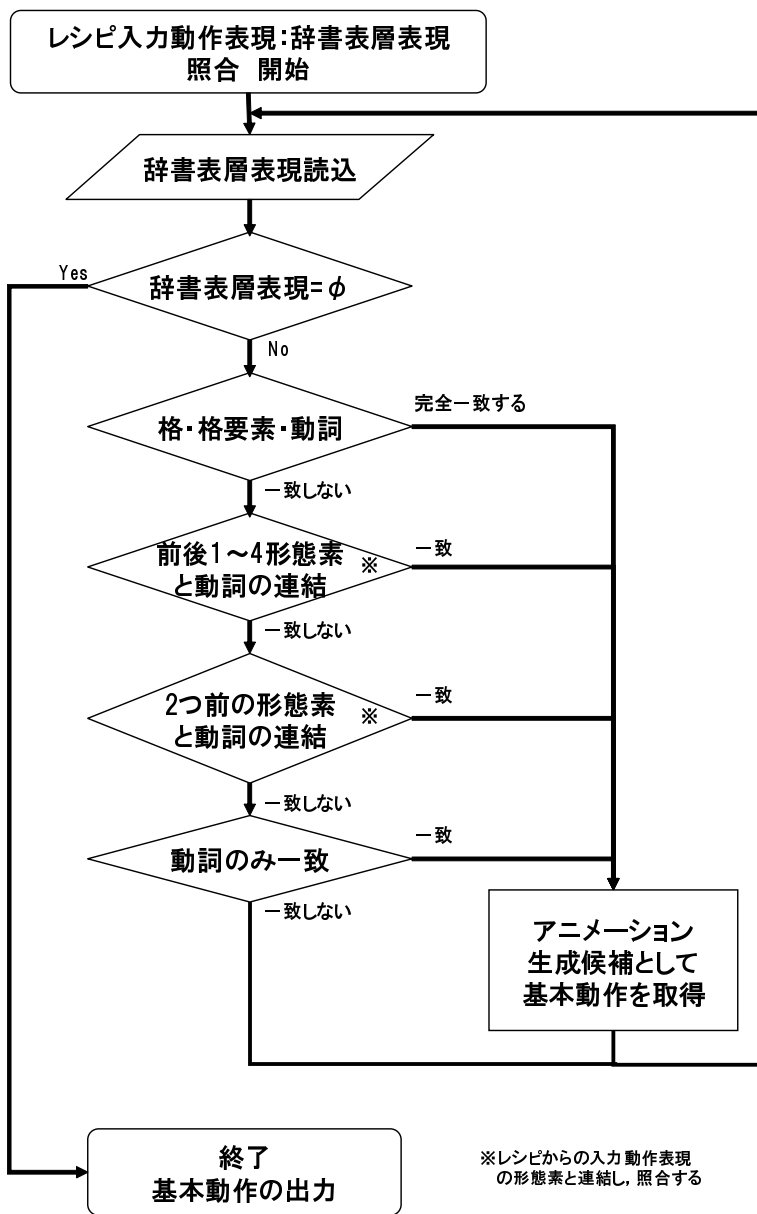 レシピ入力動作表現:辞書表層表現
照合 開始
辞書表層表現読込
Yes
辞書表層表現=φ
No
格・格要素・動詞
完全一致する
一致しない
前後1～4形態素 ※
と動詞の連結
一致
一致しない
2つ前の形態素 ※
と動詞の連結
一致
一致しない
動詞のみ一致
一致
一致しない
アニメーション
生成候補として
基本動作を取得
終了
基本動作の出力
※レシピからの入力動作表現
の形態素と連結し,照合する